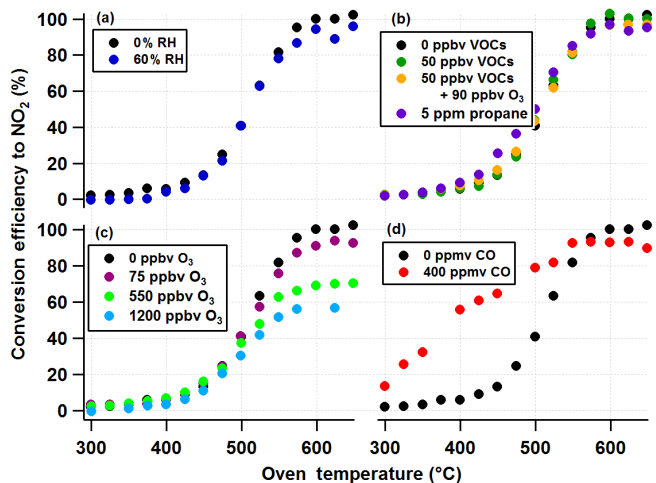 (a)
0% RH
60% RH
(b)
0 ppbv VOCs
50 ppbv VOCs
50 ppbv VOCs
+ 90 ppbv O₃
5 ppm propane
100
80
60
40
20
0
(c)
0 ppbv O₃
75 ppbv O₃
550 ppbv O₃
1200 ppbv O₃
(d)
0 ppmv CO
400 ppmv CO
100
80
60
40
20
0
300 400 500 600 300 400 500 600
Conversion efficiency to NO₂ (%)
Oven temperature (°C)